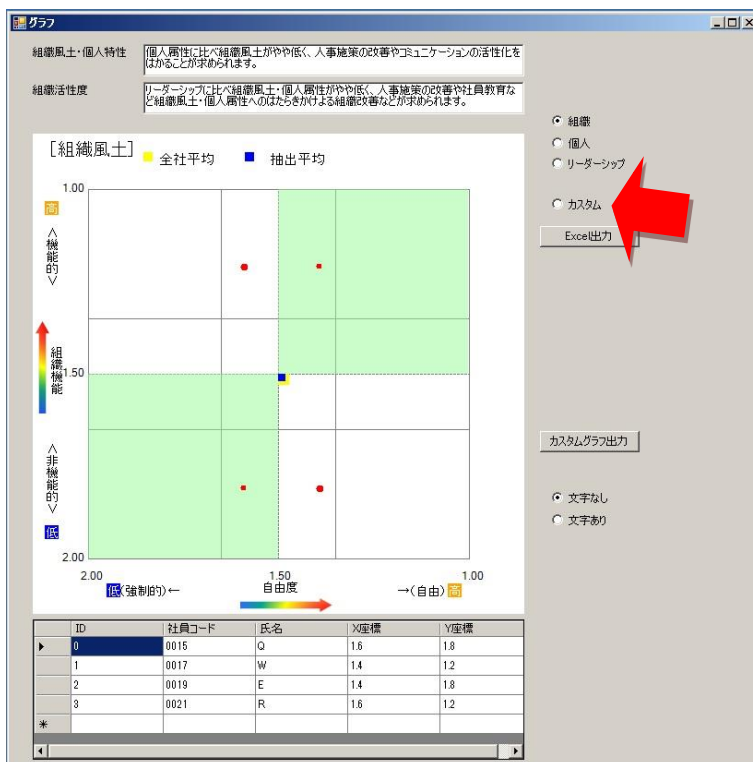 グラフ
組織風土・個人特性
個人属性に比べ組織風土がやや低く、人事施策の改善やコミュニケーションの活性化を
はかることが求められます。
組織活性度
リーダーシップに比べ組織風土・個人属性がやや低く、人事施策の改善や社員教育な
ど組織風土・個人属性へのはたらきかけよる組織改善などが求められます。
組織
個人
リーダーシップ
カスタム
Excel出力
[組織風土]
全社平均
抽出平均
1.00
高
<機能的>
組織機能
1.50
<非機能的>
低
2.00
2.00
1.50
1.00
低(強制的)←
自由度
→(自由)高
カスタムグラフ出力
文字なし
文字あり
ID 社員コード 氏名 X座標 Y座標
0 0015 Q 1.6 1.8
1 0017 W 1.4 1.2
2 0019 E 1.4 1.8
3 0021 R 1.6 1.2